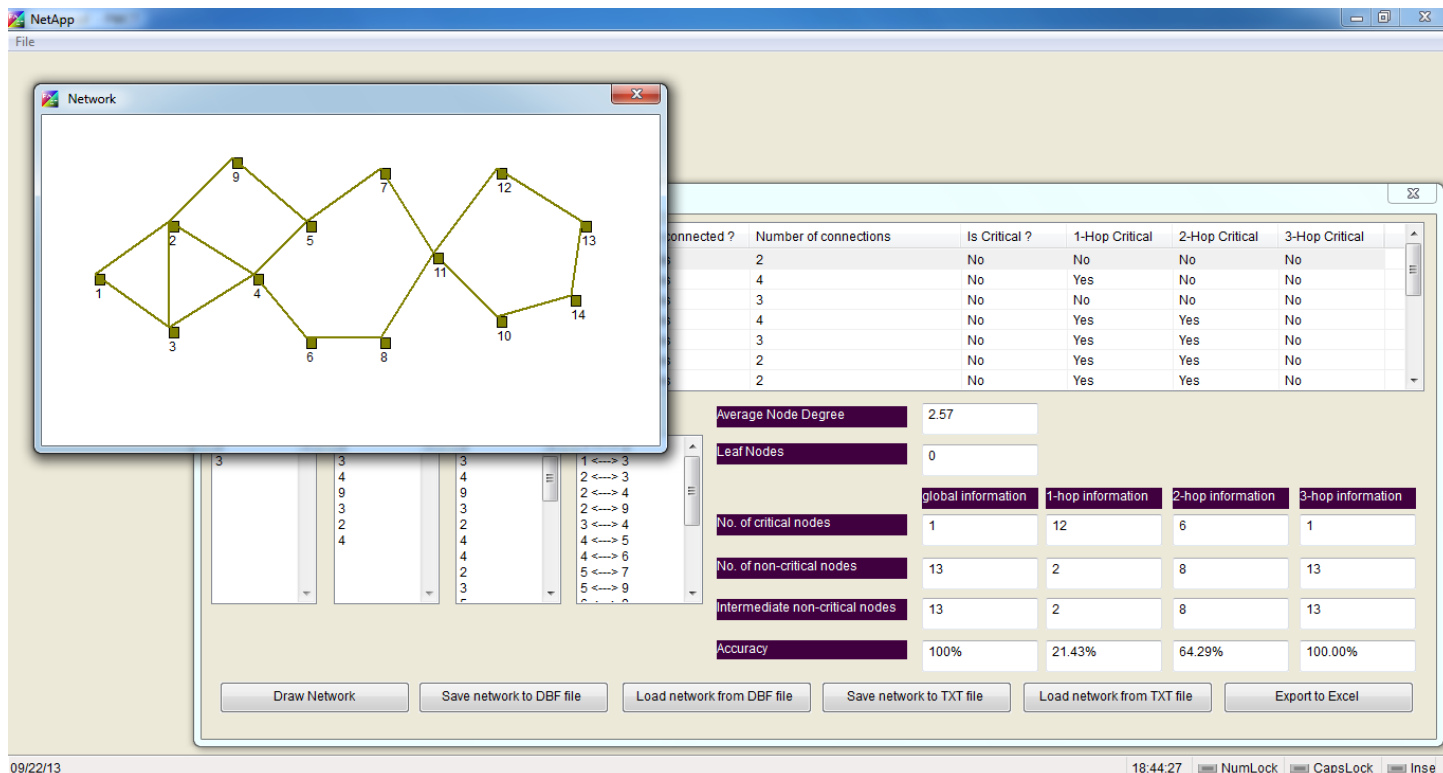 NetApp
File
Network
9
7
12
2
5
13
11
1
4
14
3
10
6
8
connected ? Number of connections Is Critical ? 1-Hop Critical 2-Hop Critical 3-Hop Critical
2 No No No No
4 No Yes No No
3 No No No No
4 No Yes Yes No
3 No Yes Yes No
2 No Yes Yes No
2 No Yes Yes No
Average Node Degree 2.57
Leaf Nodes 0
3 3 3 1 <---> 3
4 4 2 <---> 3
9 9 2 <---> 4
3 3 2 <---> 9
2 2 3 <---> 4
4 4 4 <---> 5
4 4 <---> 6
2 5 <---> 7
3 5 <---> 9
global information 1-hop information 2-hop information 3-hop information
No. of critical nodes 1 12 6 1
No. of non-critical nodes 13 2 8 13
Intermediate non-critical nodes 13 2 8 13
Accuracy 100% 21.43% 64.29% 100.00%
Draw Network Save network to DBF file Load network from DBF file Save network to TXT file Load network from TXT file Export to Excel
09/22/13 18:44:27 NumLock CapsLock Inse